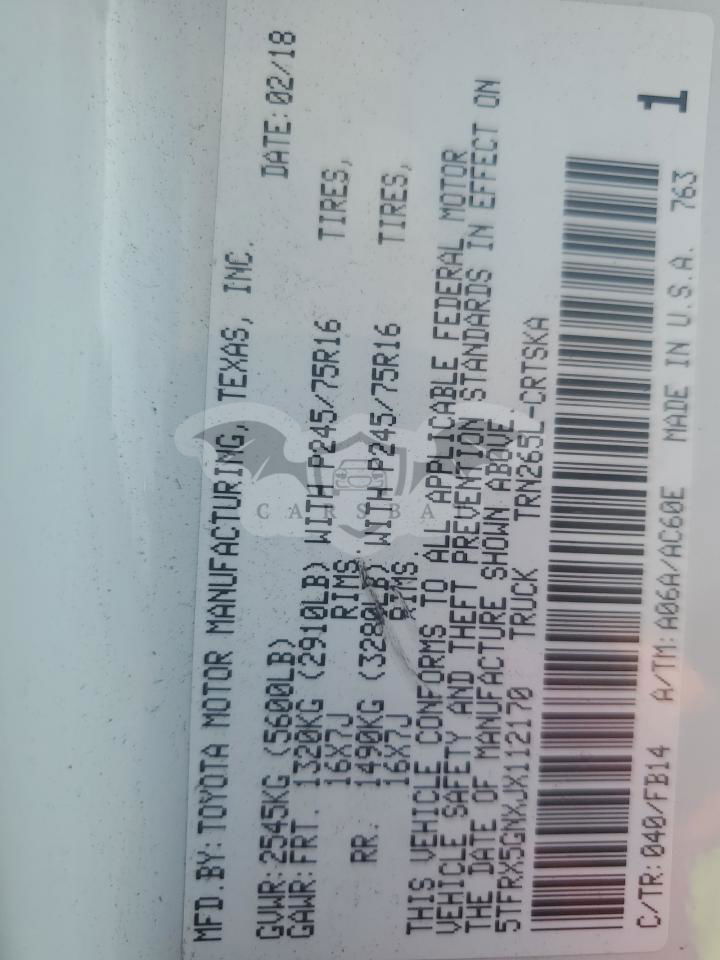 MFD.BY: TOYOTA MOTOR MANUFACTURING, TEXAS, INC.
DATE: 02/18
GVWR: 2545KG (5600LB)
GAWR: FRT. 1320KG (2910LB) WITH P245/75R16 TIRES,
16X7J RIMS.
RR. 1490KG (3280LB) WITH P245/75R16 TIRES,
16X7J RIMS.
THIS VEHICLE CONFORMS TO ALL APPLICABLE FEDERAL MOTOR
VEHICLE SAFETY AND THEFT PREVENTION STANDARDS IN EFFECT ON
THE DATE OF MANUFACTURE SHOWN ABOVE.
5TFRX5GNXJX112170 TRUCK TRN265L-CRTSKA
1
C/TR: 040/FB14 A/TM: A06A/AC60E MADE IN U.S.A. 763